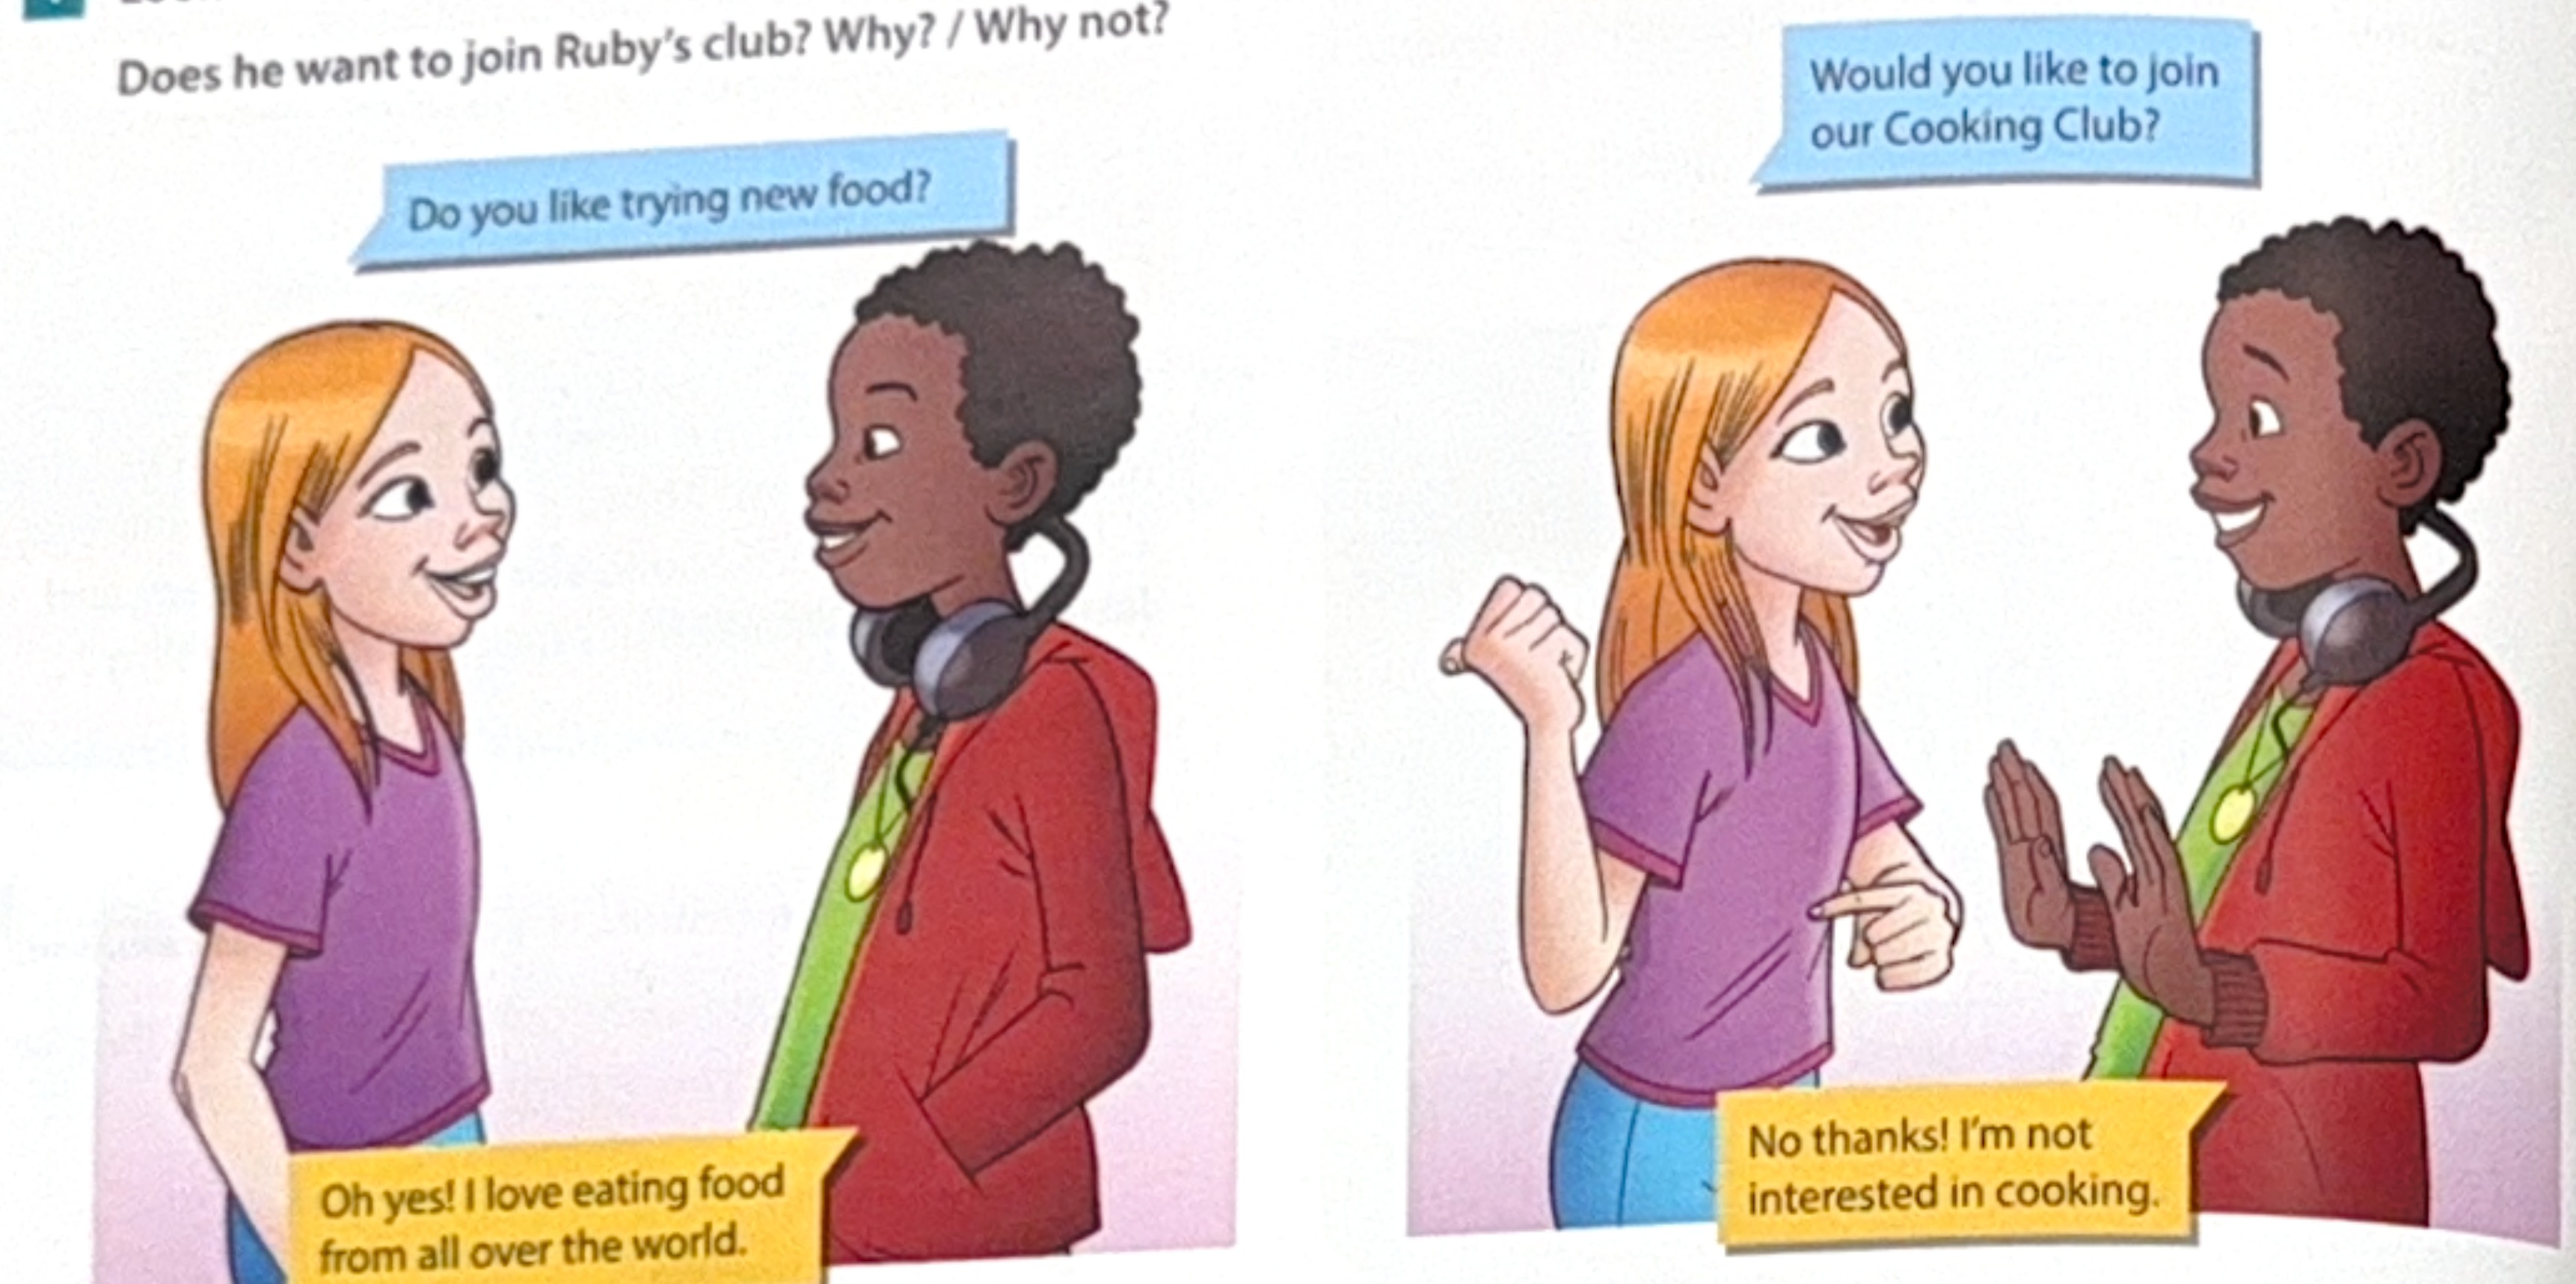 Does he want to join Ruby's club? Why? / Why not?
Do you like trying new food?
Oh yes! I love eating food
from all over the world.
Would you like to join
our Cooking Club?
No thanks! I'm not
interested in cooking.